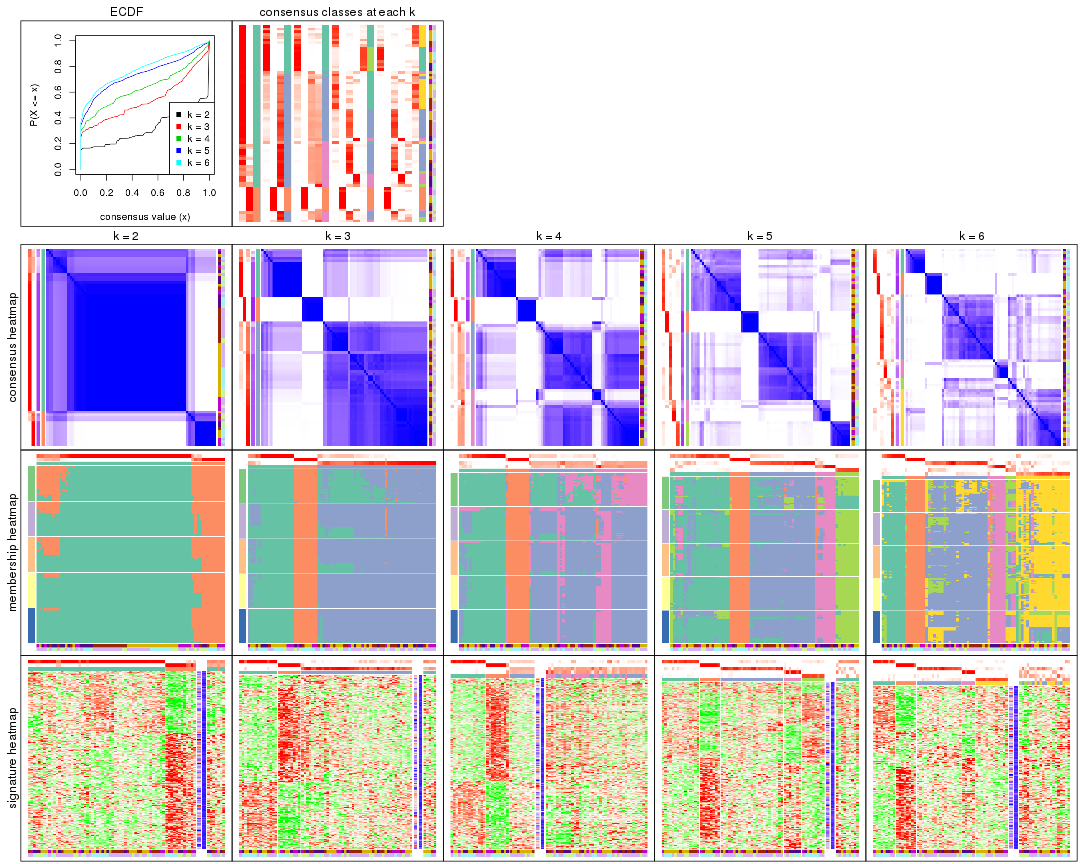 ECDF
consensus classes at each k
P(X <= x)
0.0 0.2 0.4 0.6 0.8 1.0
k = 2
k = 3
k = 4
k = 5
k = 6
0.0 0.2 0.4 0.6 0.8 1.0
consensus value (x)
k = 2
k = 3
k = 4
k = 5
k = 6
consensus heatmap
membership heatmap
signature heatmap